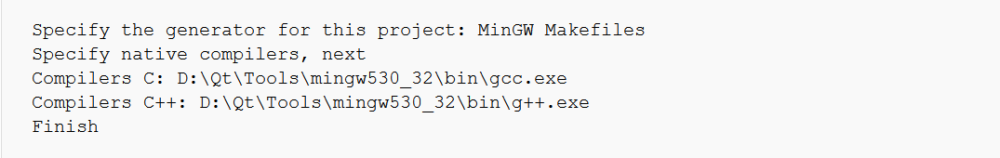 Specify the generator for this project: MinGW Makefiles
Specify native compilers, next
Compilers C: D:\Qt\Tools\mingw530_32\bin\gcc.exe
Compilers C++: D:\Qt\Tools\mingw530_32\bin\g++.exe
Finish